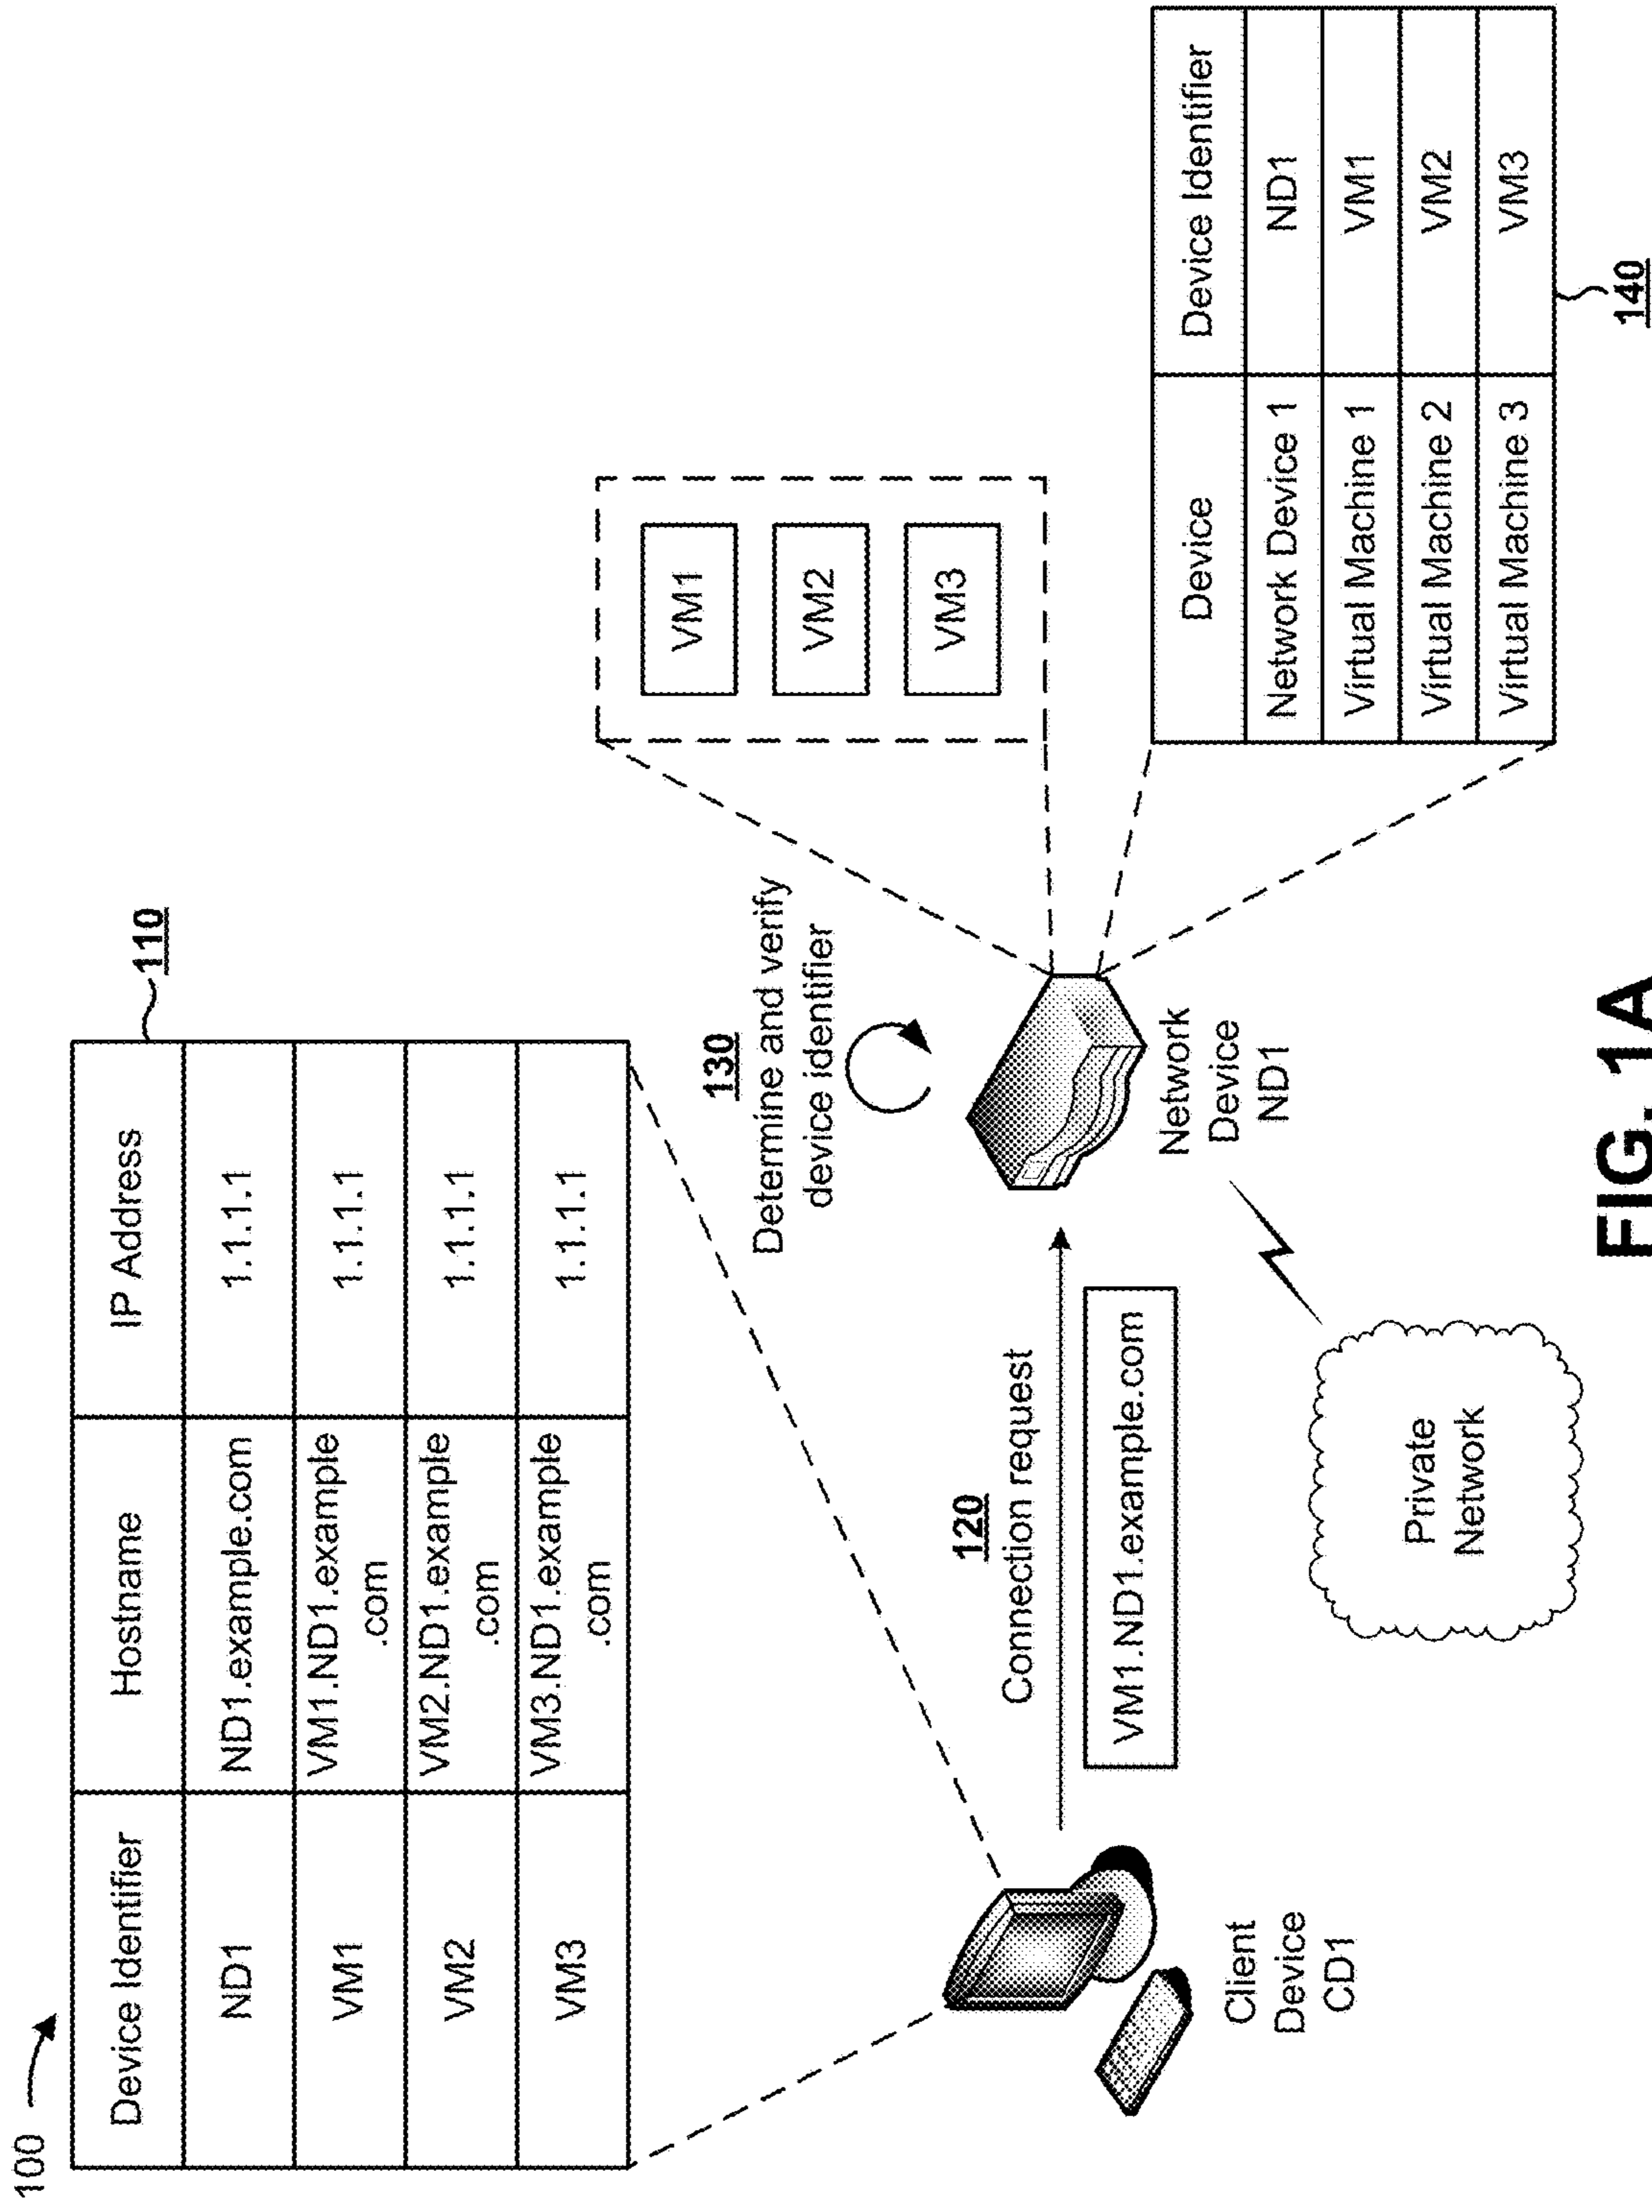 100
110
Device Identifier
Hostname
IP Address
ND1
ND1.example.com
1.1.1.1
VM1
VM1.ND1.example
.com
1.1.1.1
VM2
VM2.ND1.example
.com
1.1.1.1
VM3
VM3.ND1.example
.com
1.1.1.1
VM1
VM2
VM3
130
Determine and verify
device identifier
120
Connection request
VM1.ND1.example.com
Client
Device
CD1
Network
Device
ND1
Private
Network
Device
Device Identifier
Network Device 1
ND1
Virtual Machine 1
VM1
Virtual Machine 2
VM2
Virtual Machine 3
VM3
140
FIG. 1A